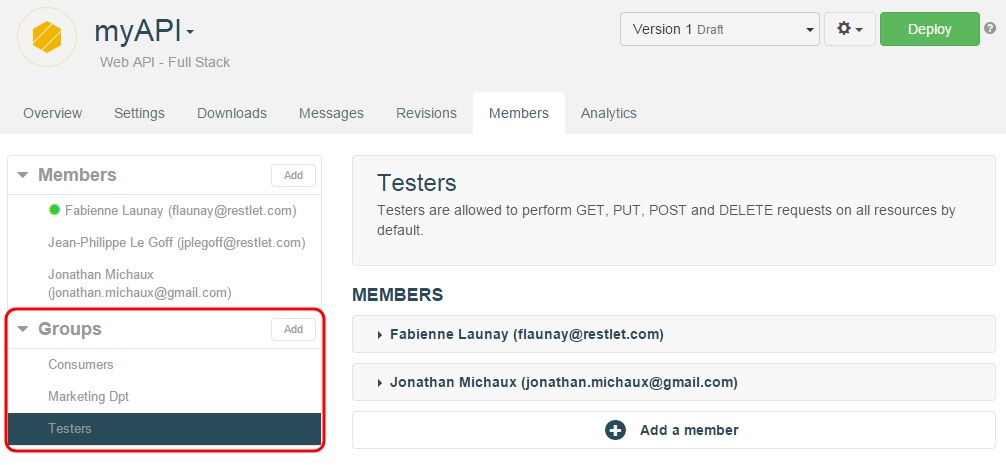 myAPI
Web API - Full Stack
Version 1 Draft
Deploy
?
Overview Settings Downloads Messages Revisions Members Analytics
Members
Add
Fabienne Launay (flaunay@restlet.com)
Jean-Philippe Le Goff (jplegoff@restlet.com)
Jonathan Michaux
(jonathan.michaux@gmail.com)
Groups
Add
Consumers
Marketing Dpt
Testers
Testers
Testers are allowed to perform GET, PUT, POST and DELETE requests on all resources by
default.
MEMBERS
Fabienne Launay (flaunay@restlet.com)
Jonathan Michaux (jonathan.michaux@gmail.com)
Add a member